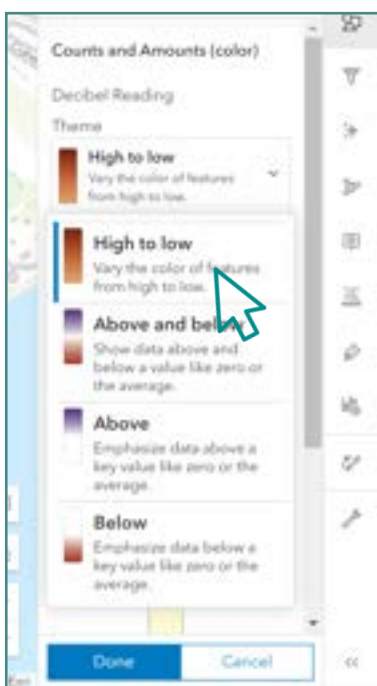 Counts and Amounts (color)
Decibel Reading
Theme
High to low
Vary the color of features
from high to low.
High to low
Vary the color of features
from high to low.
Above and below
Show data above and
below a value like zero or
the average.
Above
Emphasize data above a
key value like zero or the
average.
Below
Emphasize data below a
key value like zero or the
average.
Done
Cancel